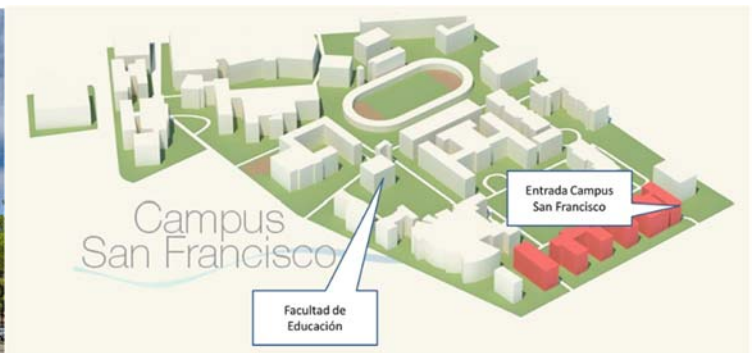 Campus
San Francisco
Entrada Campus
San Francisco
Facultad de
Educación